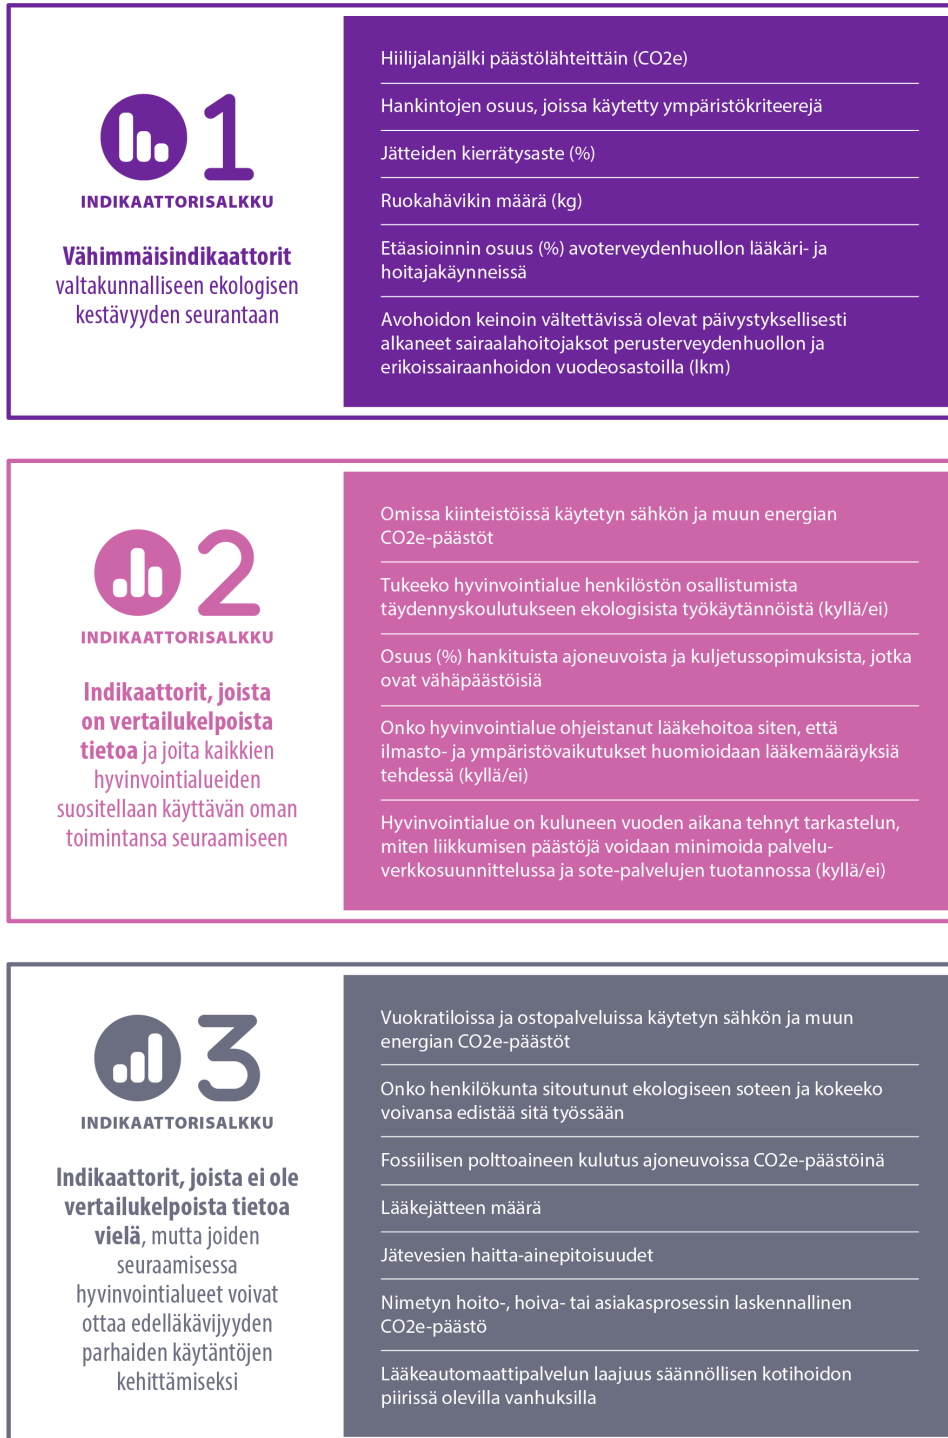 1
INDIKAATTORISALKKU
Vähimmäisindikaattorit
valtakunnalliseen ekologisen
kestävyyden seurantaan
Hiilijalanjälki päästölähteittäin (CO2e)
Hankintojen osuus, joissa käytetty ympäristökriteerejä
Jätteiden kierrätysaste (%)
Ruokahävikin määrä (kg)
Etäasioinnin osuus (%) avoterveydenhuollon lääkäri- ja
hoitajakäynneissä
Avohoidon keinoin vältettävissä olevat päivystyksellisesti
alkaneet sairaalahoitojaksot perusterveydenhuollon ja
erikoissairaanhoidon vuodeosastoilla (lkm)
2
INDIKAATTORISALKKU
Indikaattorit, joista
on vertailukelpoista
tietoa ja joita kaikkien
hyvinvointialueiden
suositellaan käyttävän oman
toimintansa seuraamiseen
Omissa kiinteistöissä käytetyn sähkön ja muun energian
CO2e-päästöt
Tukeeko hyvinvointialue henkilöstön osallistumista
täydennyskoulutukseen ekologisista työkäytännöistä (kyllä/ei)
Osuus (%) hankituista ajoneuvoista ja kuljetussopimuksista, jotka
ovat vähäpäästöisiä
Onko hyvinvointialue ohjeistanut lääkehoitoa siten, että
ilmasto- ja ympäristövaikutukset huomioidaan lääkemääräyksiä
tehdessä (kyllä/ei)
Hyvinvointialue on kuluneen vuoden aikana tehnyt tarkastelun,
miten liikkumisen päästöjä voidaan minimoida palvelu-
verkkosuunnittelussa ja sote-palvelujen tuotannossa (kyllä/ei)
3
INDIKAATTORISALKKU
Indikaattorit, joista ei ole
vertailukelpoista tietoa
vielä, mutta joiden
seuraamisessa
hyvinvointialueet voivat
ottaa edelläkävijyyden
parhaiden käytäntöjen
kehittämiseksi
Vuokratiloissa ja ostopalveluissa käytetyn sähkön ja muun
energian CO2e-päästöt
Onko henkilökunta sitoutunut ekologiseen soteen ja kokeeko
voivansa edistää sitä työssään
Fossiilisen polttoaineen kulutus ajoneuvoissa CO2e-päästöinä
Lääkejätteen määrä
Jätevesien haitta-ainepitoisuudet
Nimetyn hoito-, hoiva- tai asiakasprosessin laskennallinen
CO2e-päästö
Lääkeautomaattipalvelun laajuus säännöllisen kotihoidon
piirissä olevilla vanhuksilla